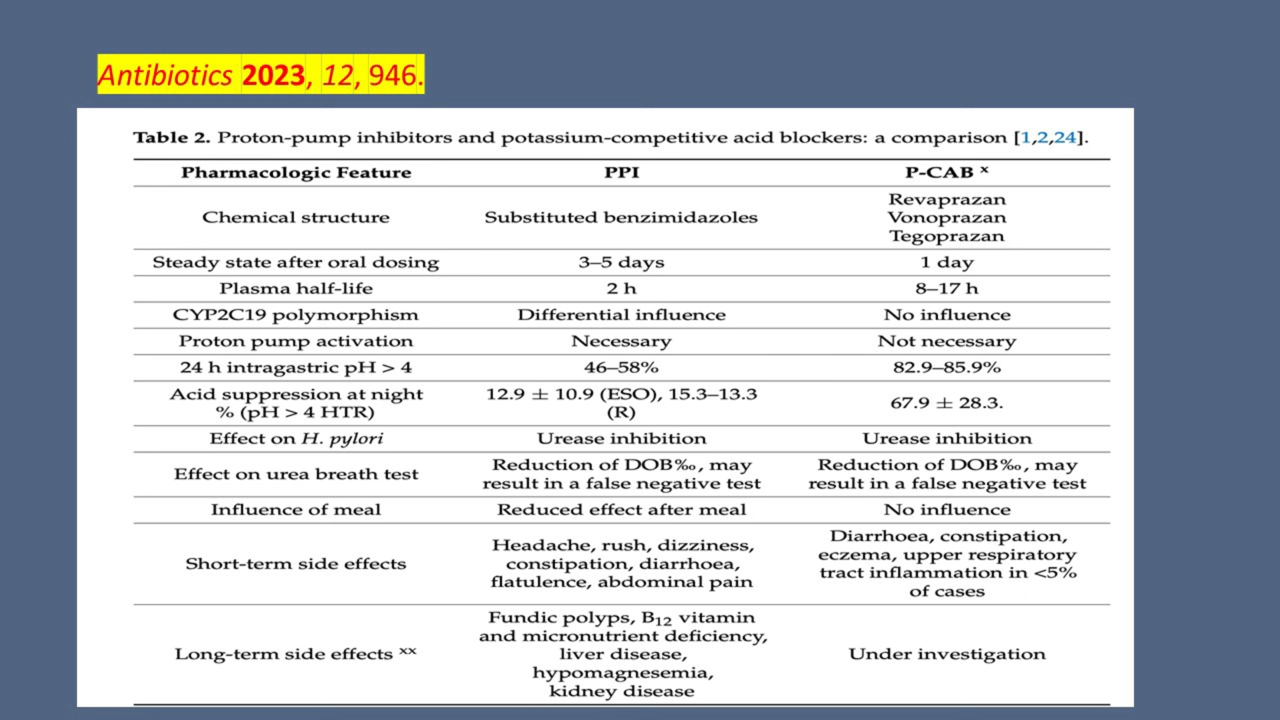 Antibiotics 2023, 12, 946.
Table 2. Proton-pump inhibitors and potassium-competitive acid blockers: a comparison [1,2,24].
Pharmacologic Feature PPI P-CAB x
Chemical structure Substituted benzimidazoles Revaprazan
Vonoprazan
Tegoprazan
Steady state after oral dosing 3–5 days 1 day
Plasma half-life 2 h 8–17 h
CYP2C19 polymorphism Differential influence No influence
Proton pump activation Necessary Not necessary
24 h intragastric pH > 4 46–58% 82.9–85.9%
Acid suppression at night
% (pH > 4 HTR)
12.9 ± 10.9 (ESO), 15.3–13.3
(R)
67.9 ± 28.3.
Effect on H. pylori Urease inhibition Urease inhibition
Effect on urea breath test
Reduction of DOB‰, may
result in a false negative test
Reduction of DOB‰, may
result in a false negative test
Influence of meal Reduced effect after meal No influence
Short-term side effects
Headache, rush, dizziness,
constipation, diarrhoea,
flatulence, abdominal pain
Diarrhoea, constipation,
eczema, upper respiratory
tract inflammation in <5%
of cases
Long-term side effects xx
Fundic polyps, B12 vitamin
and micronutrient deficiency,
liver disease,
hypomagnesemia,
kidney disease
Under investigation